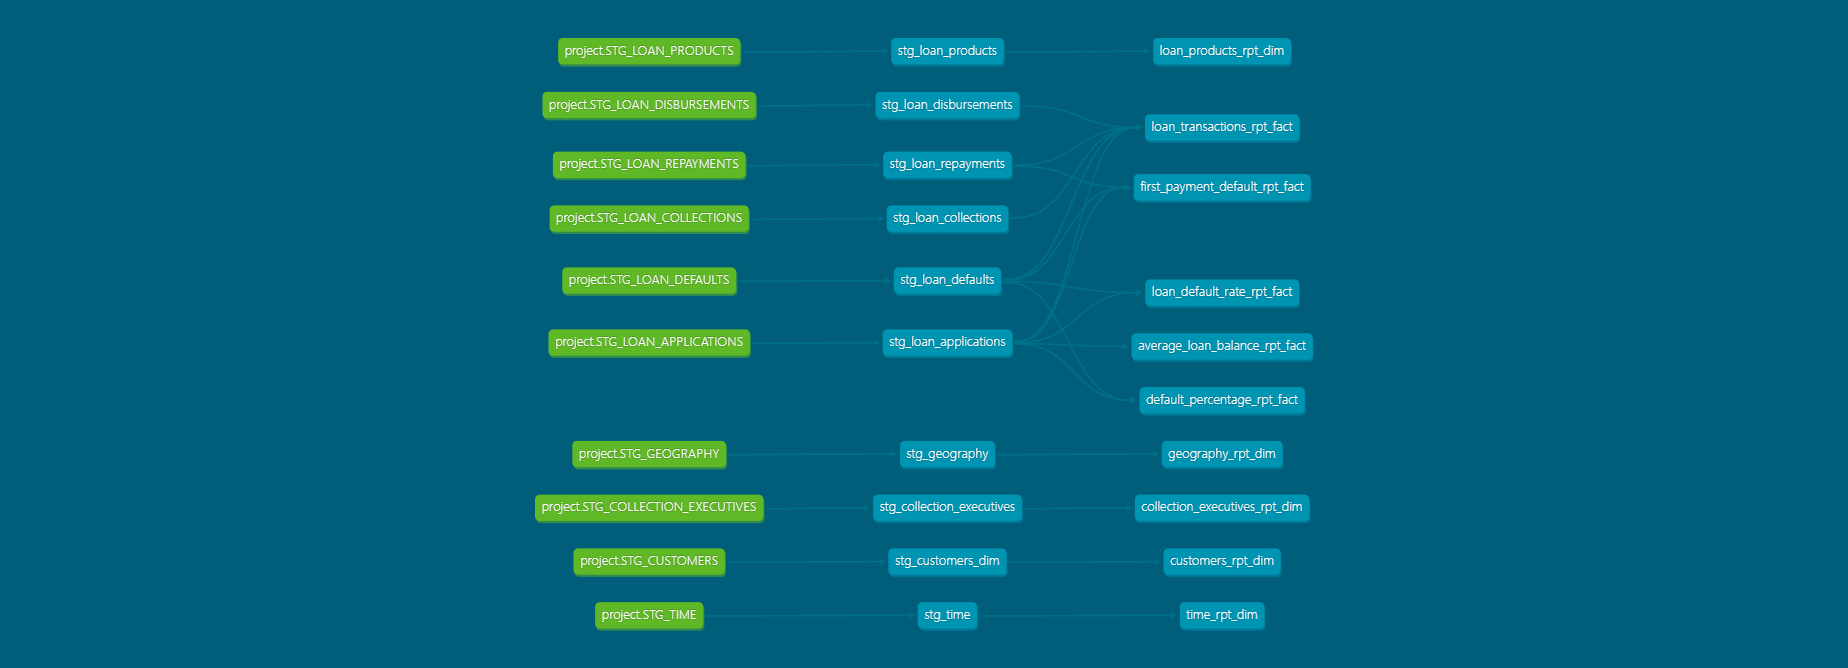 project.STG_LOAN_PRODUCTS
stg_loan_products
loan_products_rpt_dim
project.STG_LOAN_DISBURSEMENTS
stg_loan_disbursements
loan_transactions_rpt_fact
project.STG_LOAN_REPAYMENTS
stg_loan_repayments
first_payment_default_rpt_fact
project.STG_LOAN_COLLECTIONS
stg_loan_collections
project.STG_LOAN_DEFAULTS
stg_loan_defaults
loan_default_rate_rpt_fact
project.STG_LOAN_APPLICATIONS
stg_loan_applications
average_loan_balance_rpt_fact
default_percentage_rpt_fact
project.STG_GEOGRAPHY
stg_geography
geography_rpt_dim
project.STG_COLLECTION_EXECUTIVES
stg_collection_executives
collection_executives_rpt_dim
project.STG_CUSTOMERS
stg_customers_dim
customers_rpt_dim
project.STG_TIME
stg_time
time_rpt_dim